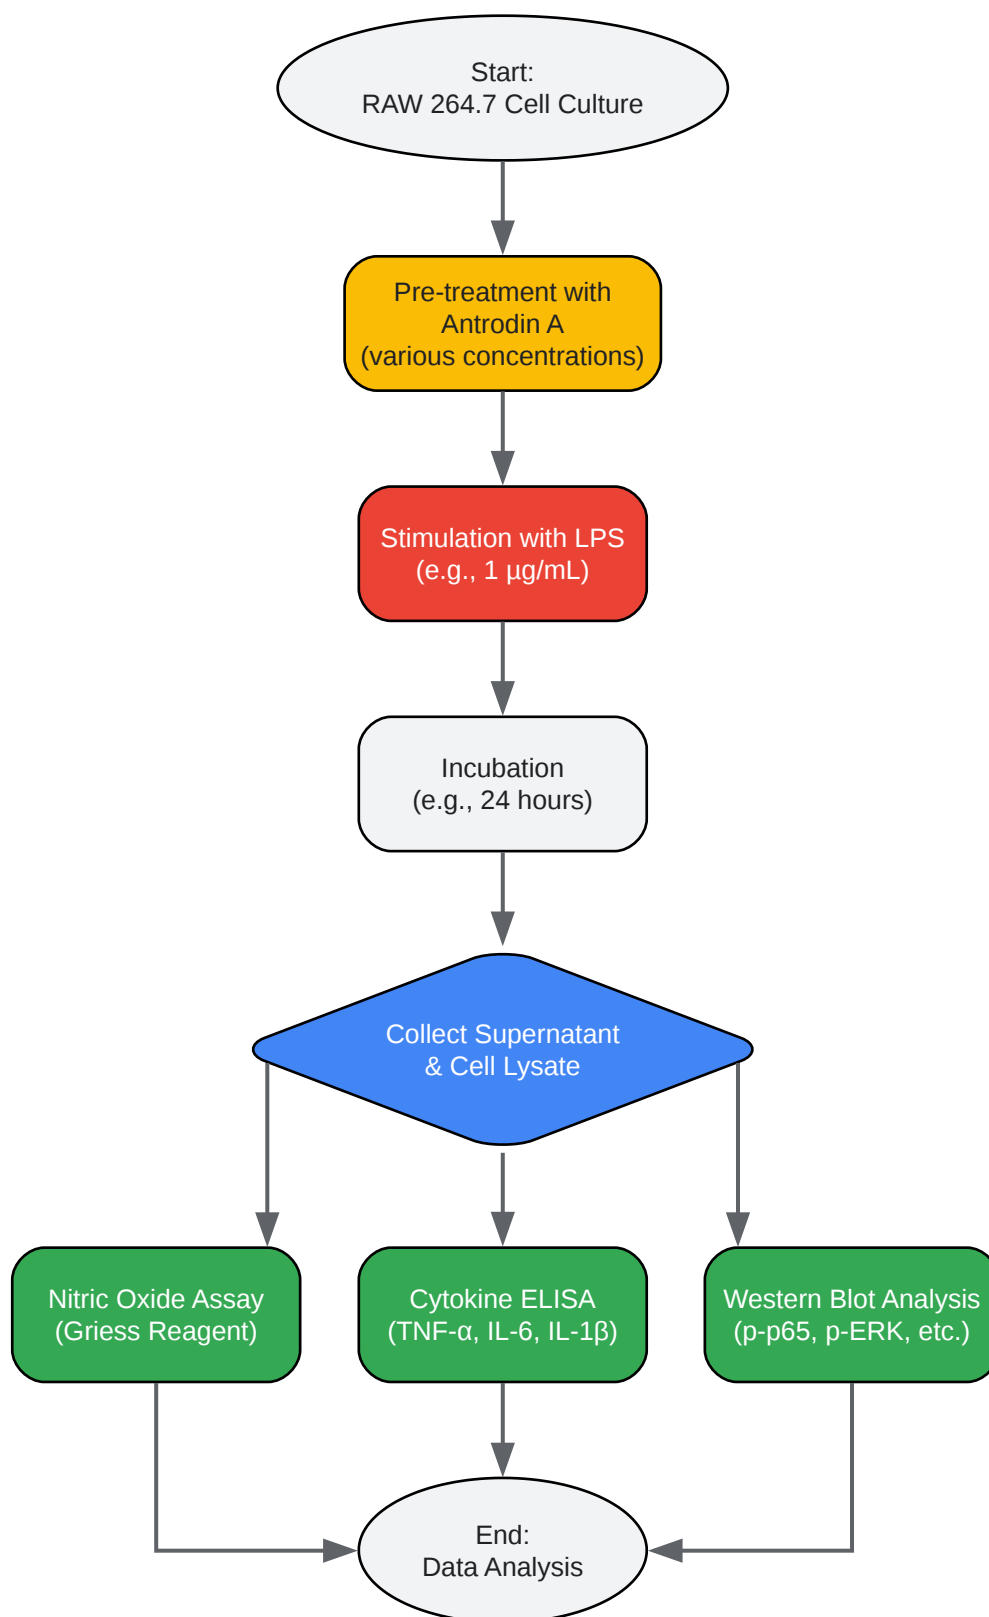 Start:
RAW 264.7 Cell Culture
Pre-treatment with
Antrodin A
(various concentrations)
Stimulation with LPS
(e.g., 1 µg/mL)
Incubation
(e.g., 24 hours)
Collect Supernatant
& Cell Lysate
Nitric Oxide Assay
(Griess Reagent)
Cytokine ELISA
(TNF-α, IL-6, IL-1β)
Western Blot Analysis
(p-p65, p-ERK, etc.)
End:
Data Analysis